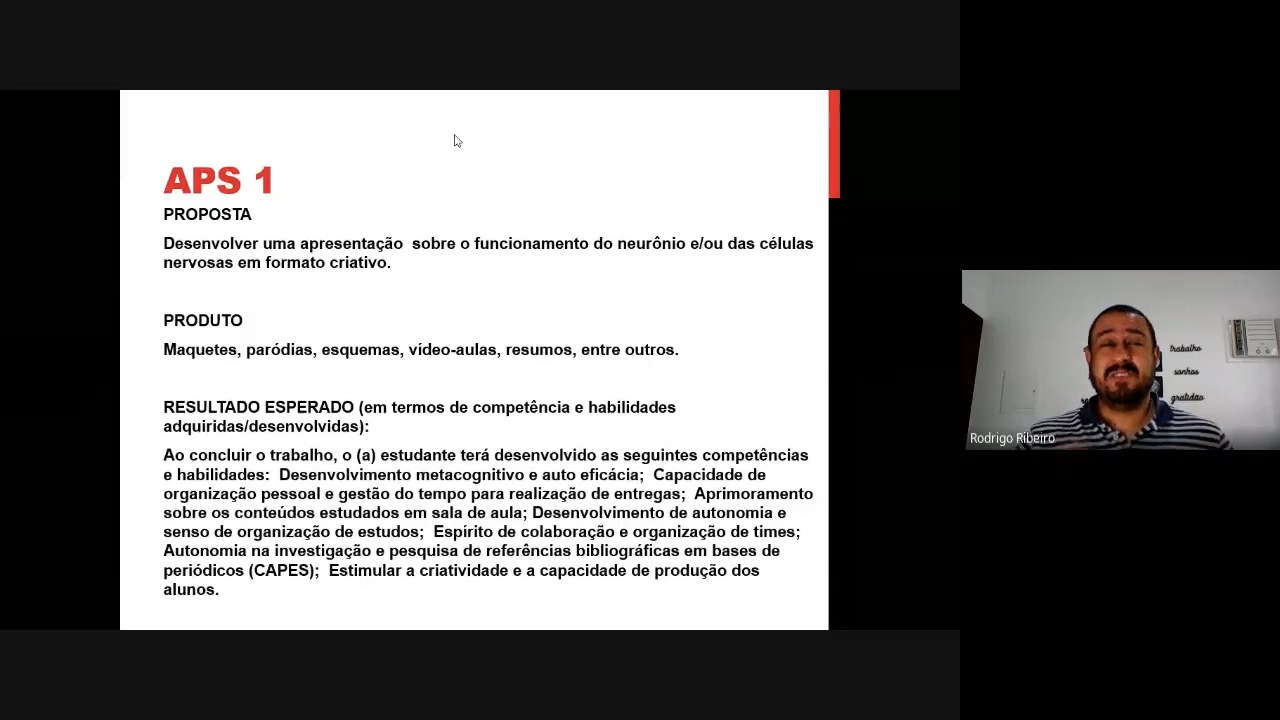 APS 1
PROPOSTA
Desenvolver uma apresentação sobre o funcionamento do neurônio e/ou das células
nervosas em formato criativo.
PRODUTO
Maquetes, paródias, esquemas, vídeo-aulas, resumos, entre outros.
RESULTADO ESPERADO (em termos de competência e habilidades
adquiridas/desenvolvidas):
Ao concluir o trabalho, o (a) estudante terá desenvolvido as seguintes competências
e habilidades: Desenvolvimento metacognitivo e auto eficácia; Capacidade de
organização pessoal e gestão do tempo para realização de entregas; Aprimoramento
sobre os conteúdos estudados em sala de aula; Desenvolvimento de autonomia e
senso de organização de estudos; Espírito de colaboração e organização de times;
Autonomia na investigação e pesquisa de referências bibliográficas em bases de
periódicos (CAPES); Estimular a criatividade e a capacidade de produção dos
alunos.
trabalho
sonhos
gratidão
Rodrigo Ribeiro